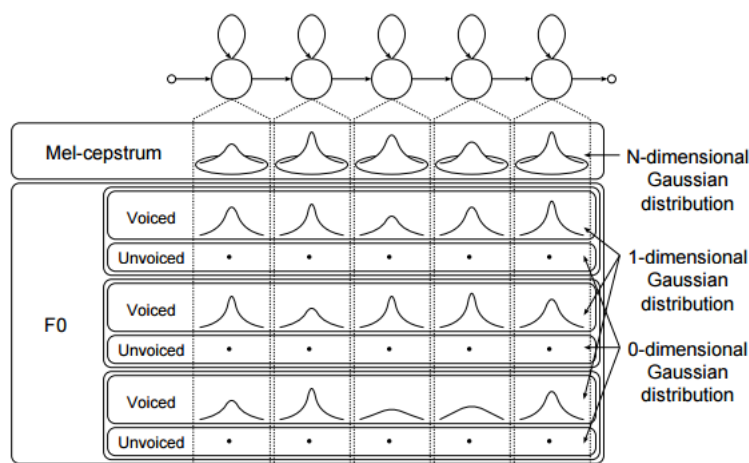 Mel-cepstrum
N-dimensional
Gaussian
distribution
F0
Voiced
Unvoiced
Voiced
Unvoiced
Voiced
Unvoiced
1-dimensional
Gaussian
distribution
0-dimensional
Gaussian
distribution